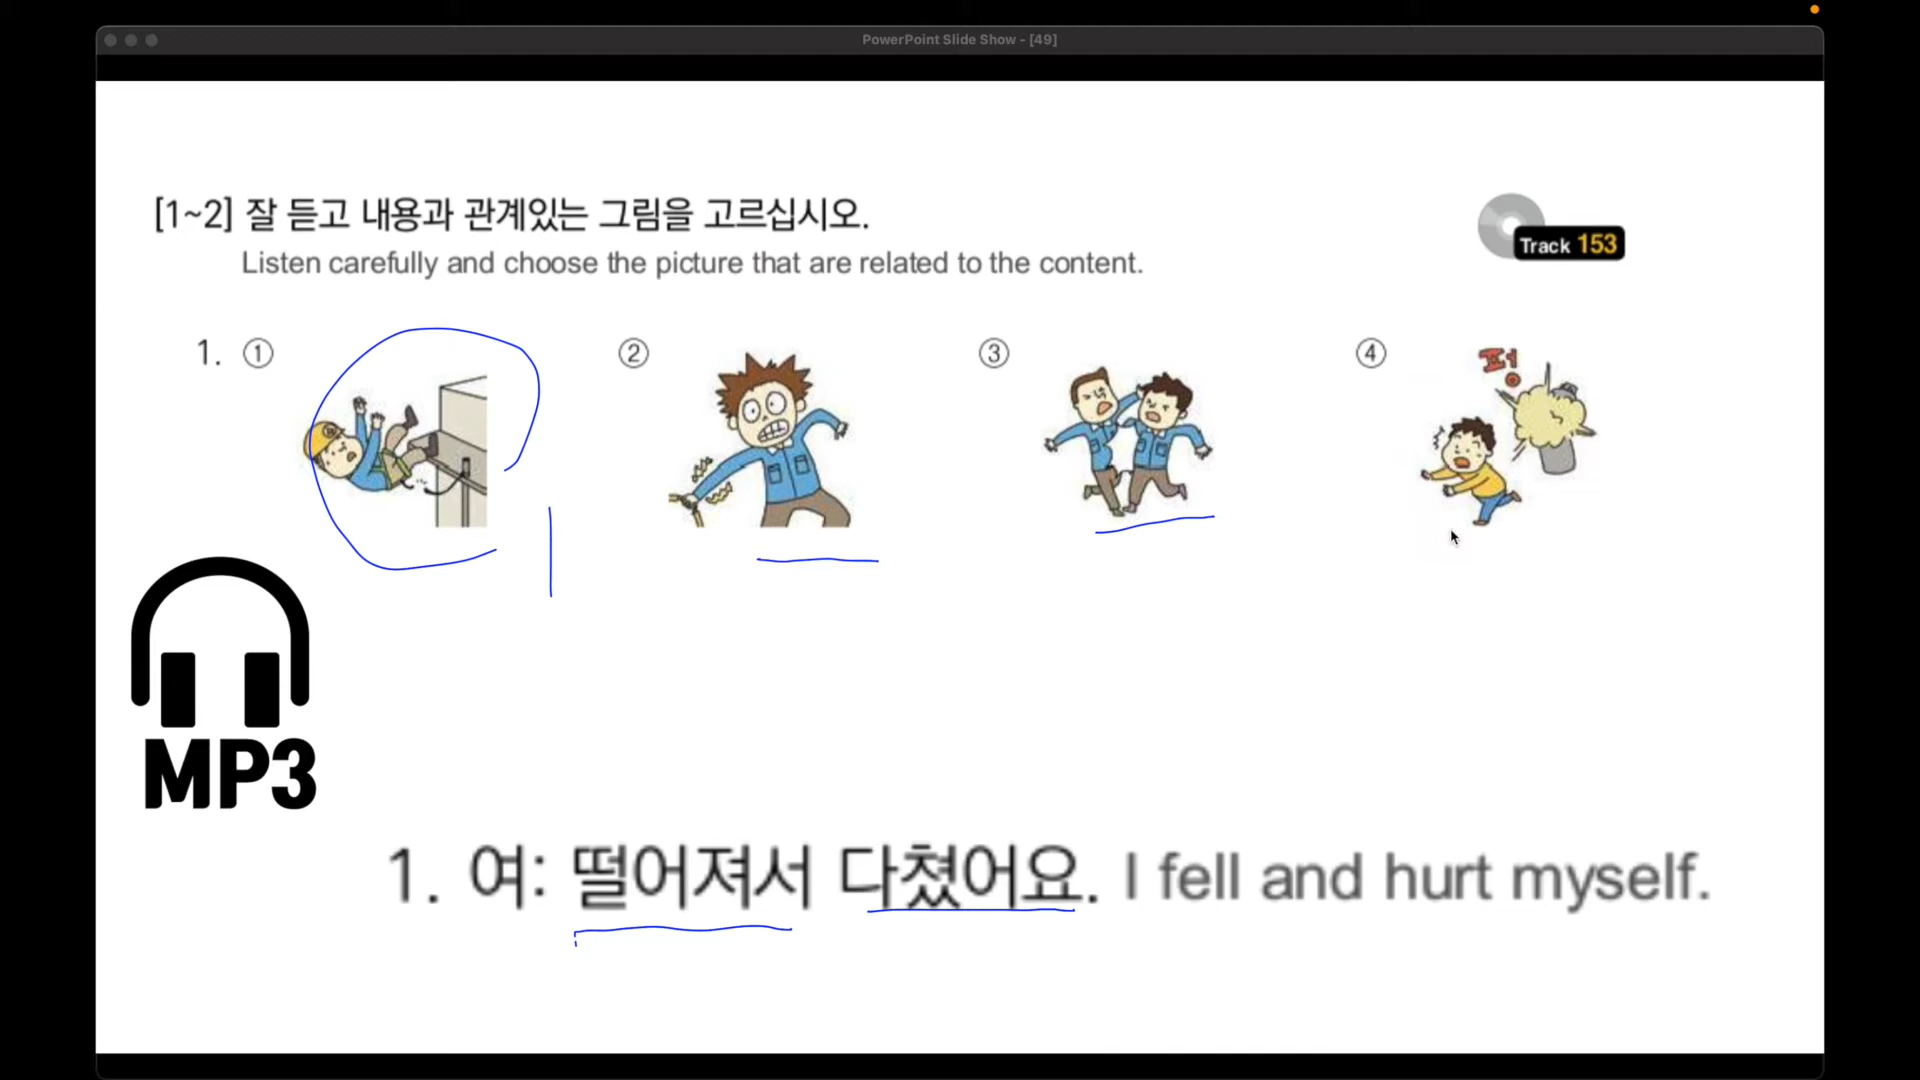 PowerPoint Slide Show - [49]
[1~2] 잘 듣고 내용과 관계있는 그림을 고르십시오.
Listen carefully and choose the picture that are related to the content.
Track 153
1. ① ② ③ ④
펑!
MP3
1. 여: 떨어져서 다쳤어요. I fell and hurt myself.